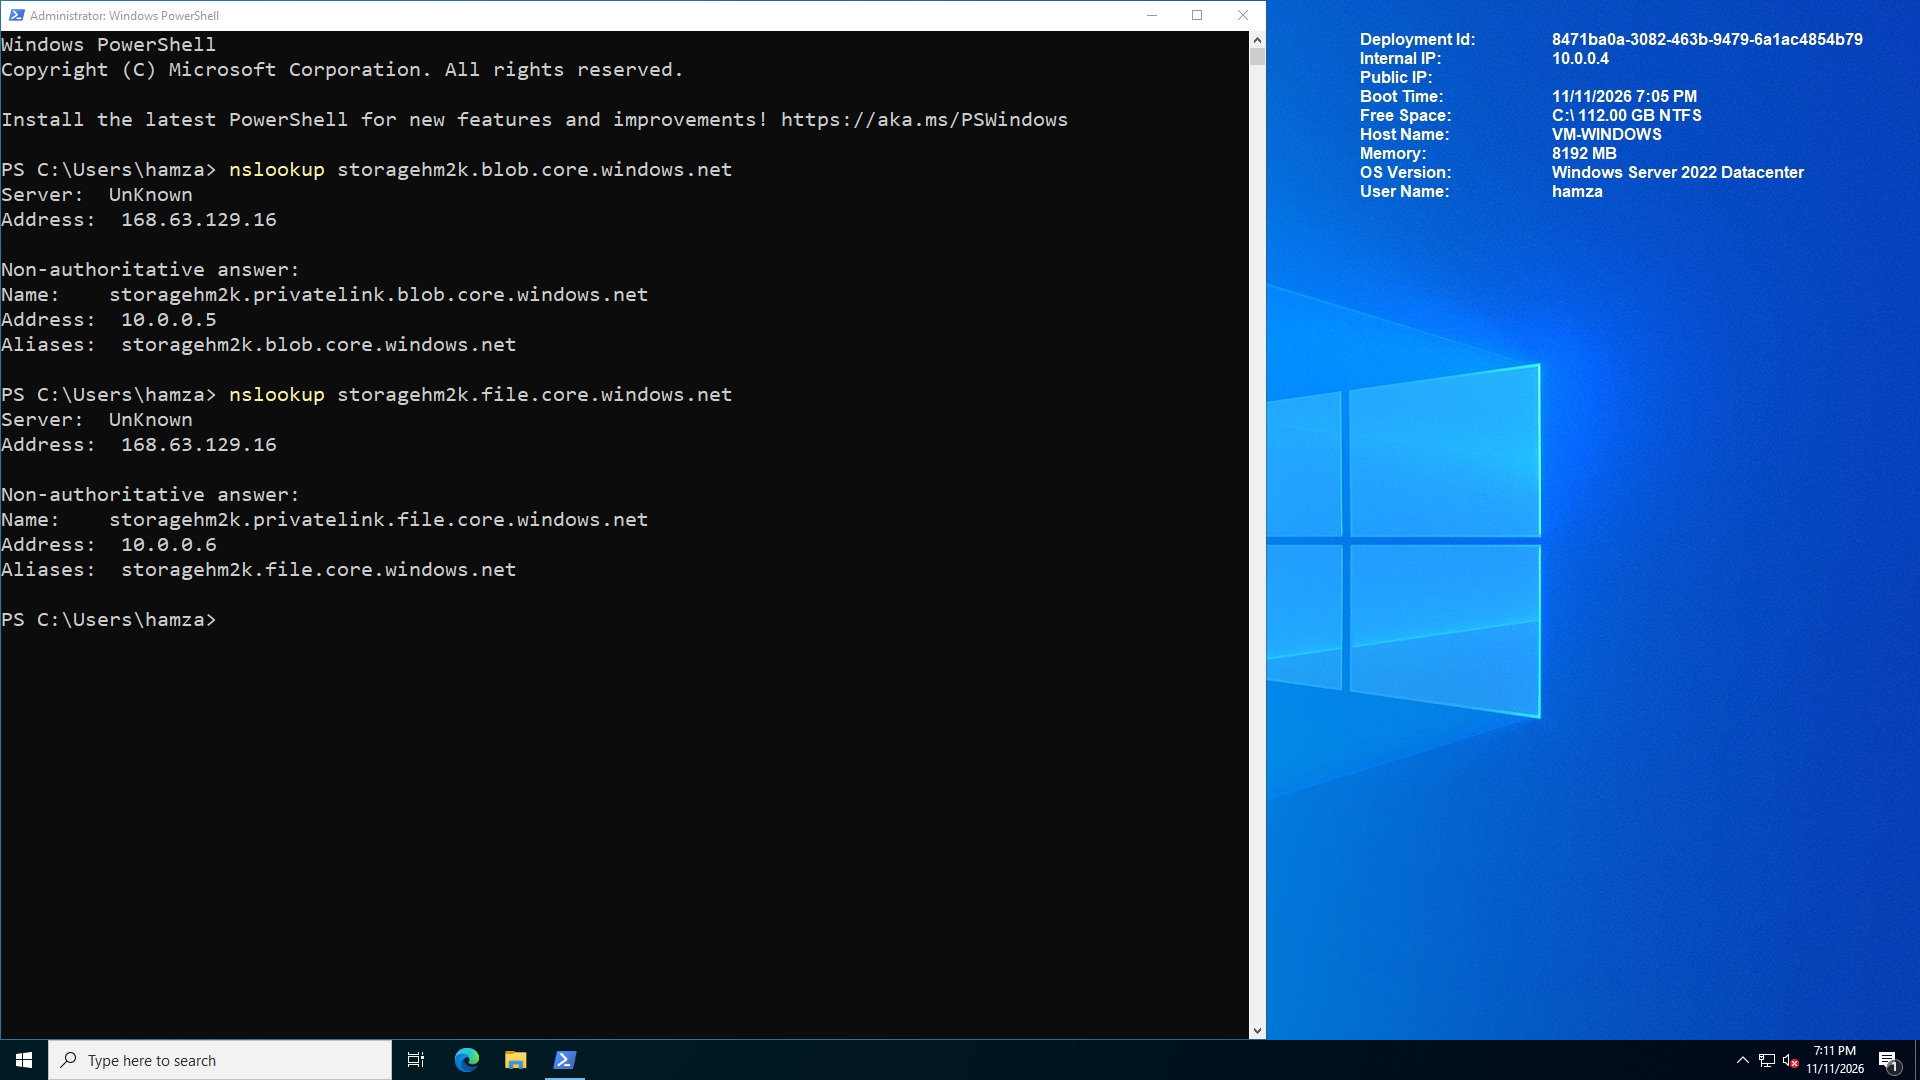 Administrator: Windows PowerShell
Windows PowerShell
Copyright (C) Microsoft Corporation. All rights reserved.
Install the latest PowerShell for new features and improvements! https://aka.ms/PSWindows
PS C:\Users\hamza> nslookup storagehm2k.blob.core.windows.net
Server:  UnKnown
Address:  168.63.129.16
Non-authoritative answer:
Name:    storagehm2k.privatelink.blob.core.windows.net
Address:  10.0.0.5
Aliases:  storagehm2k.blob.core.windows.net
PS C:\Users\hamza> nslookup storagehm2k.file.core.windows.net
Server:  UnKnown
Address:  168.63.129.16
Non-authoritative answer:
Name:    storagehm2k.privatelink.file.core.windows.net
Address:  10.0.0.6
Aliases:  storagehm2k.file.core.windows.net
PS C:\Users\hamza>
Deployment Id: 8471ba0a-3082-463b-9479-6a1ac4854b79
Internal IP: 10.0.0.4
Public IP:
Boot Time: 11/11/2026 7:05 PM
Free Space: C:\ 112.00 GB NTFS
Host Name: VM-WINDOWS
Memory: 8192 MB
OS Version: Windows Server 2022 Datacenter
User Name: hamza
Type here to search
7:11 PM
11/11/2026
1